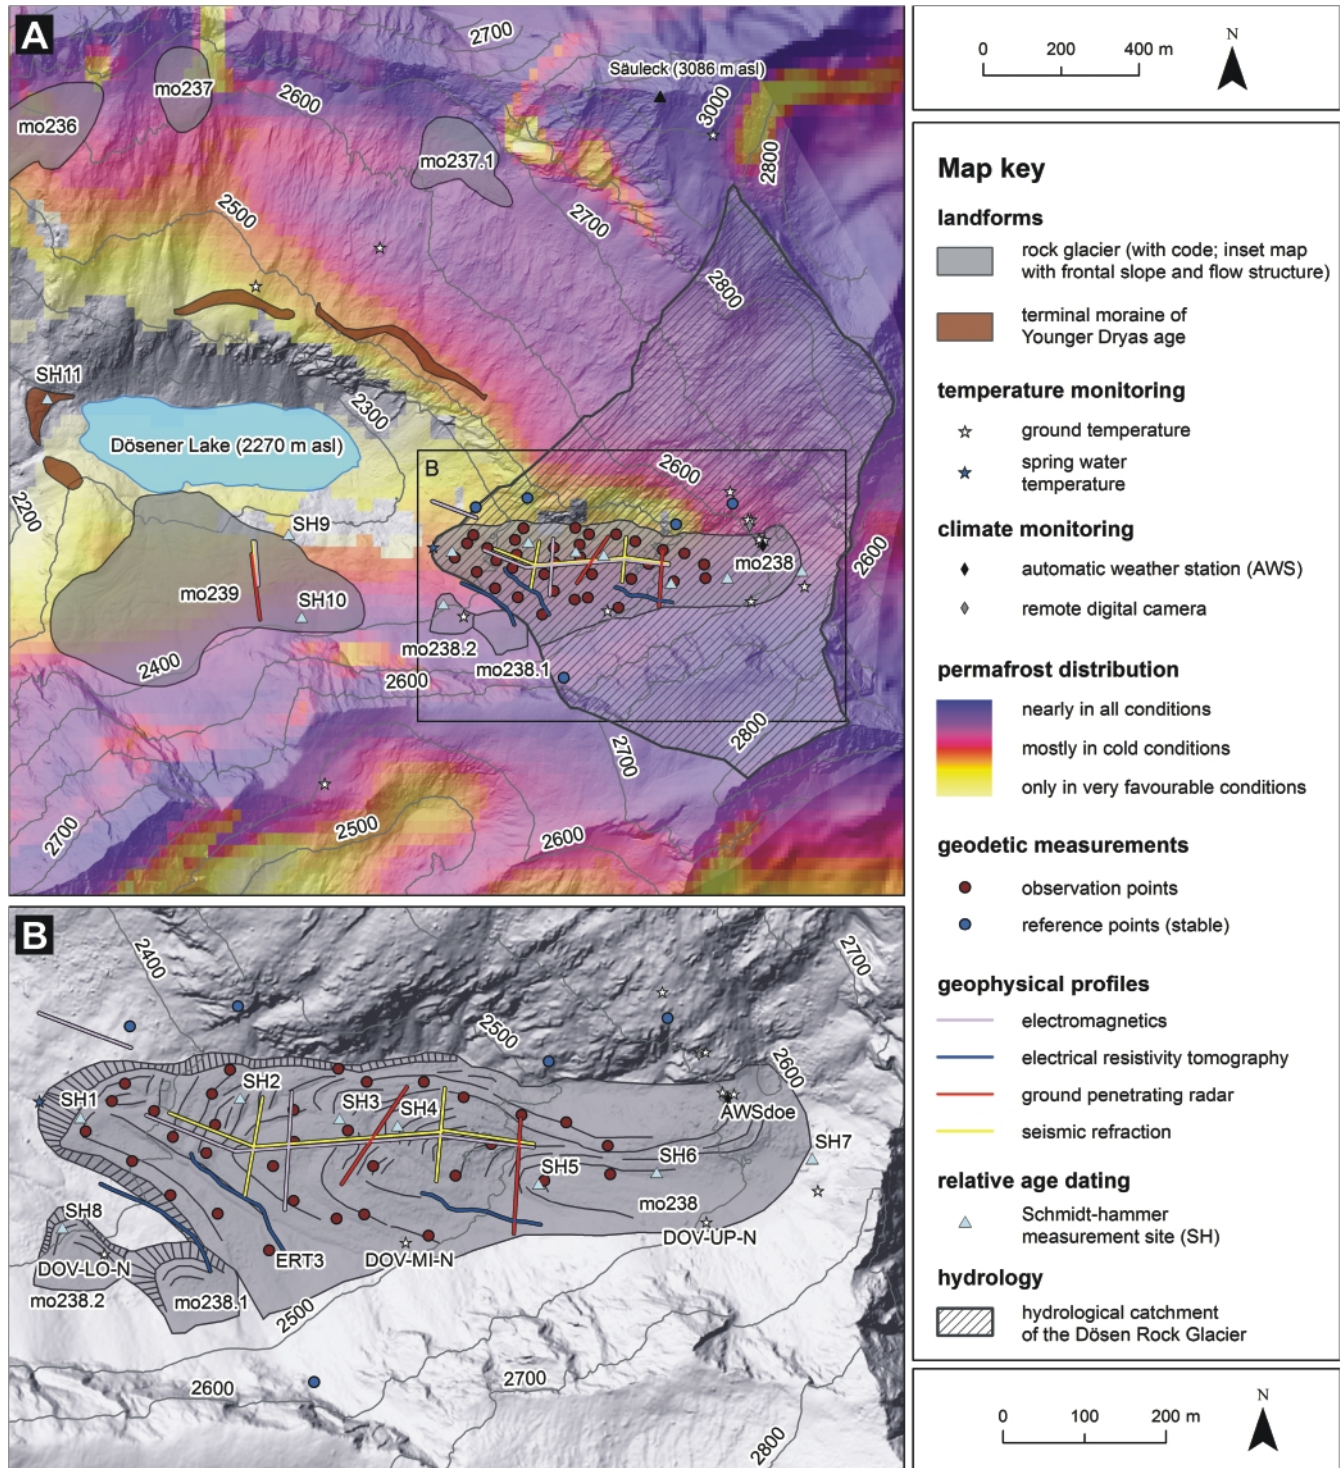 A
2700
Säuleck (3086 m asl)
mo237
2600
3000
mo236
2800
mo237.1
2500
2700
2800
SH11
2300
Dösener Lake (2270 m asl)
B
2600
2200
SH9
mo238
2600
mo239
SH10
mo238.2
2400
mo238.1
2600
2800
2700
2500
2600
2700
B
2400
2700
2500
2600
SH2
SH1
SH3
SH4
AWSdoe
SH7
SH6
SH5
mo238
SH8
DOV-UP-N
DOV-LO-N
ERT3
DOV-MI-N
mo238.2
mo238.1
2500
2600
2700
2800
0 200 400 m
N
Map key
landforms
rock glacier (with code; inset map
with frontal slope and flow structure)
terminal moraine of
Younger Dryas age
temperature monitoring
ground temperature
spring water
temperature
climate monitoring
automatic weather station (AWS)
remote digital camera
permafrost distribution
nearly in all conditions
mostly in cold conditions
only in very favourable conditions
geodetic measurements
observation points
reference points (stable)
geophysical profiles
electromagnetics
electrical resistivity tomography
ground penetrating radar
seismic refraction
relative age dating
Schmidt-hammer
measurement site (SH)
hydrology
hydrological catchment
of the Dösen Rock Glacier
N
0 100 200 m